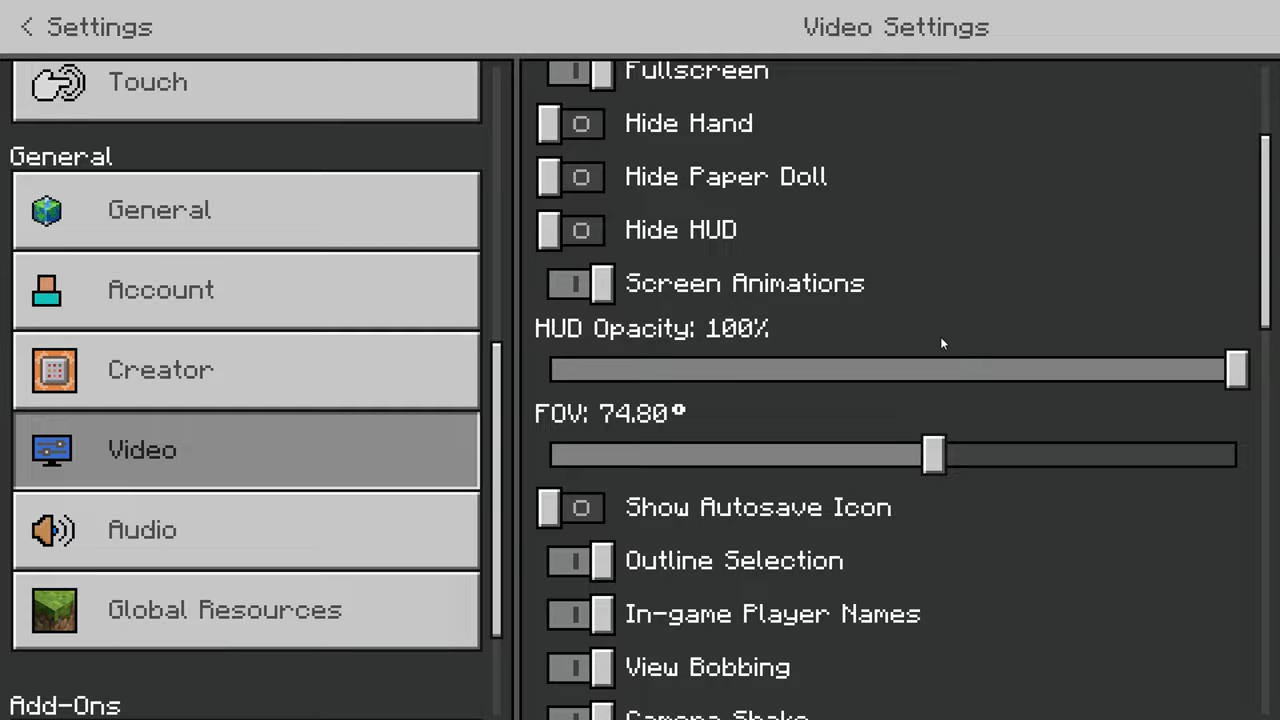 Settings
Video Settings
Touch
General
General
Account
Creator
Video
Audio
Global Resources
Add-Ons
Fullscreen
Hide Hand
Hide Paper Doll
Hide HUD
Screen Animations
HUD Opacity: 100%
FOV: 74.80°
Show Autosave Icon
Outline Selection
In-game Player Names
View Bobbing
Camera Shake